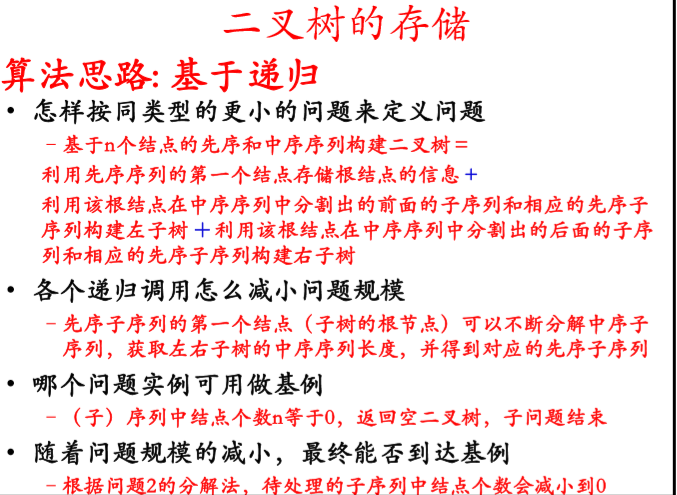 二叉树的存储
算法思路: 基于递归
• 怎样按同类型的更小的问题来定义问题
– 基于n个结点的先序和中序序列构建二叉树＝
利用先序序列的第一个结点存储根结点的信息＋
利用该根结点在中序序列中分割出的前面的子序列和相应的先序子
序列构建左子树＋利用该根结点在中序序列中分割出的后面的子序
列和相应的先序子序列构建右子树
• 各个递归调用怎么减小问题规模
– 先序子序列的第一个结点（子树的根节点）可以不断分解中序子
序列，获取左右子树的中序序列长度，并得到对应的先序子序列
• 哪个问题实例可用做基例
– （子）序列中结点个数n等于0，返回空二叉树，子问题结束
• 随着问题规模的减小，最终能否到达基例
– 根据问题2的分解法，待处理的子序列中结点个数会减小到0